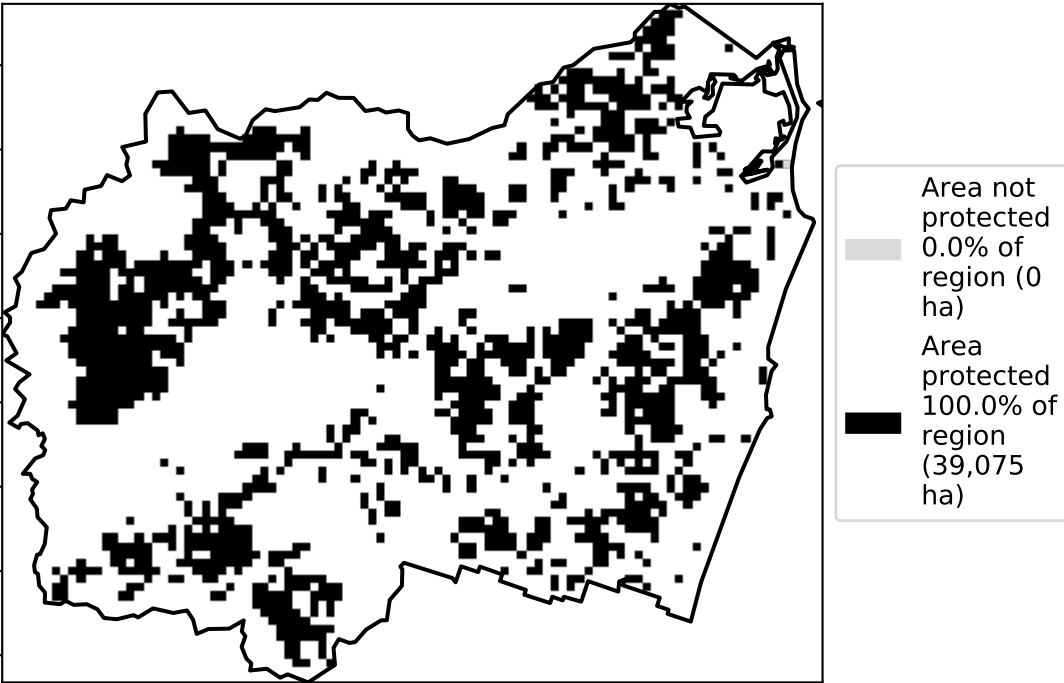 Area not
protected
0.0% of
region (0
ha)
Area
protected
100.0% of
region
(39,075
ha)